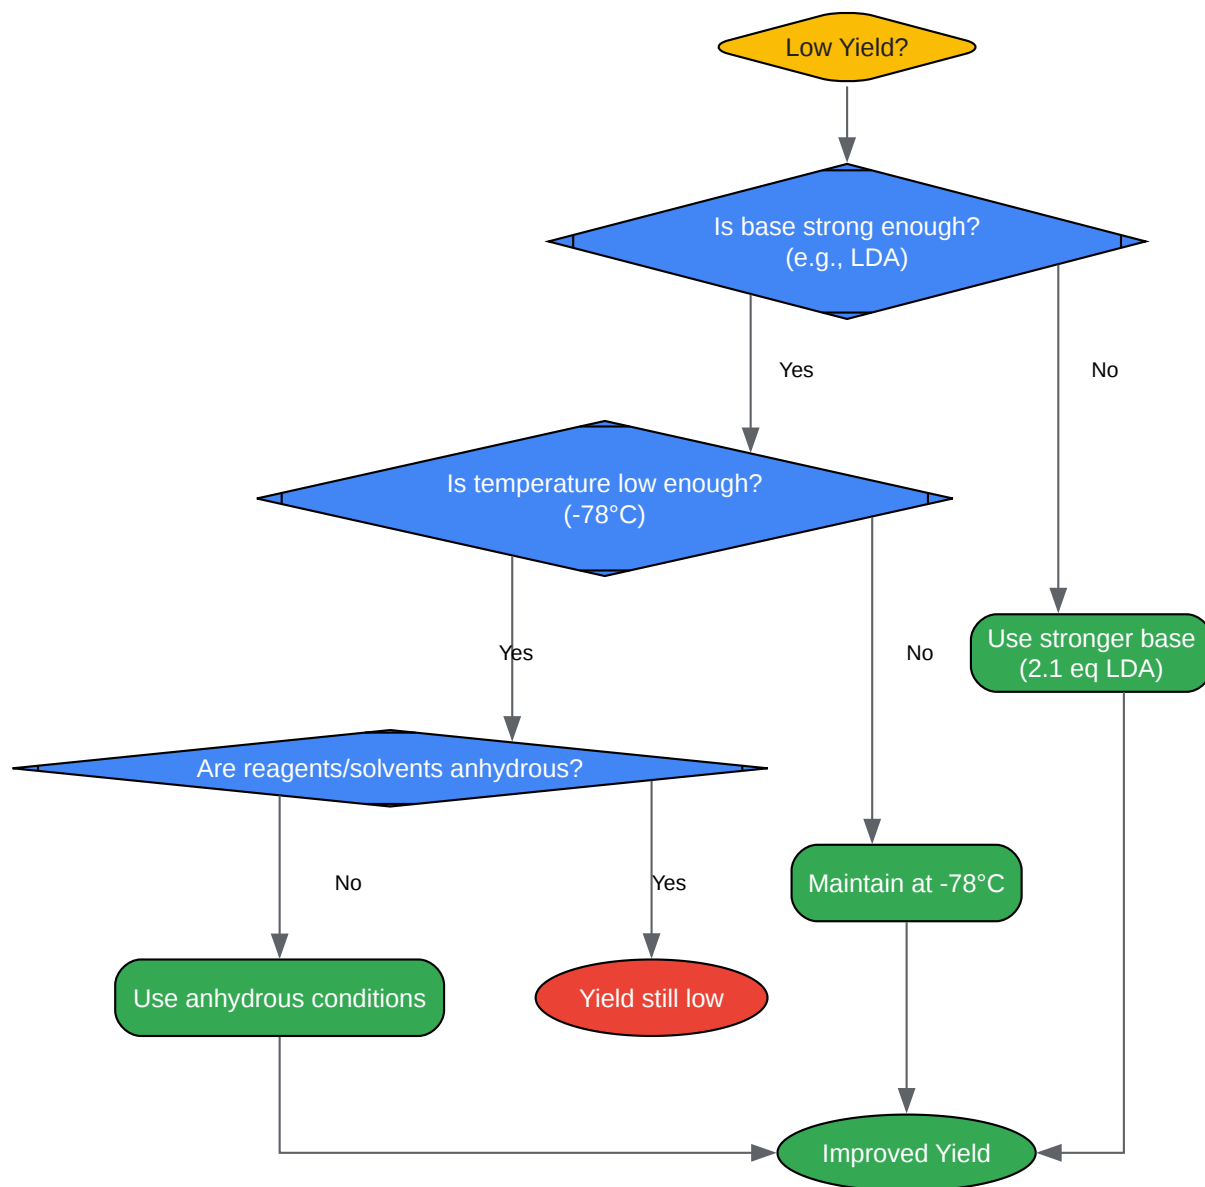 Low Yield?
Is base strong enough?
(e.g., LDA)
Yes
No
Is temperature low enough?
(-78°C)
Yes
No
Use stronger base
(2.1 eq LDA)
Are reagents/solvents anhydrous?
No
Yes
Maintain at -78°C
Use anhydrous conditions
Yield still low
Improved Yield